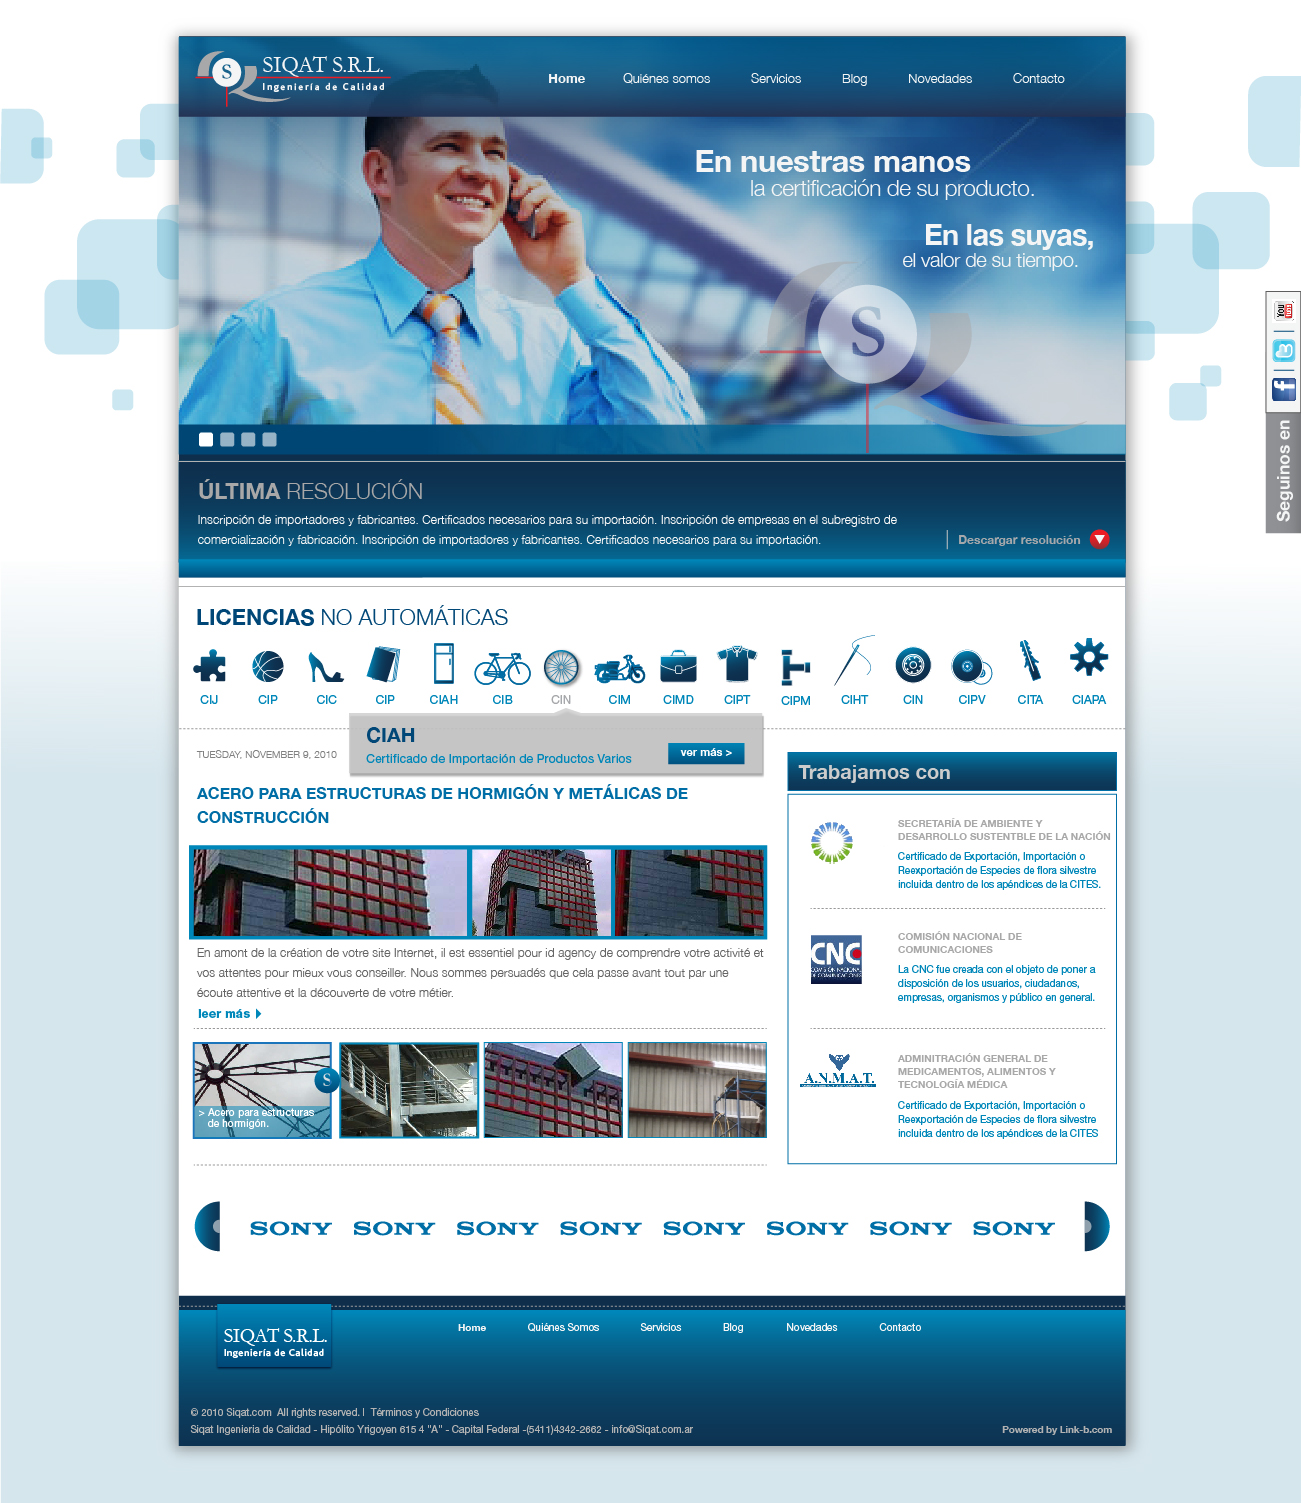 S
SIQAT S.R.L.
Ingeniería de Calidad
Home Quiénes somos Servicios Blog Novedades Contacto
En nuestras manos
la certificación de su producto.
En las suyas,
el valor de su tiempo.
S
You
Tube
Seguinos en
ÚLTIMA RESOLUCIÓN
Inscripción de importadores y fabricantes. Certificados necesarios para su importación. Inscripción de empresas en el subregistro de
comercialización y fabricación. Inscripción de importadores y fabricantes. Certificados necesarios para su importación.
Descargar resolución
LICENCIAS NO AUTOMÁTICAS
CIJ CIP CIC CIP CIAH CIB CIN CIM CIMD CIPT CIPM CIHT CIN CIPV CITA CIAPA
CIAH
Certificado de Importación de Productos Varios
ver más >
TUESDAY, NOVEMBER 9, 2010
ACERO PARA ESTRUCTURAS DE HORMIGÓN Y METÁLICAS DE
CONSTRUCCIÓN
En amont de la création de votre site Internet, il est essentiel pour id agency de comprendre votre activité et
vos attentes pour mieux vous conseiller. Nous sommes persuadés que cela passe avant tout par une
écoute attentive et la découverte de votre métier.
leer más
S
> Acero para estructuras
de hormigón.
Trabajamos con
SECRETARÍA DE AMBIENTE Y
DESARROLLO SUSTENTBLE DE LA NACIÓN
Certificado de Exportación, Importación o
Reexportación de Especies de flora silvestre
incluida dentro de los apéndices de la CITES.
CNC
COMISIÓN NACIONAL
DE COMUNICACIONES
COMISIÓN NACIONAL DE
COMUNICACIONES
La CNC fue creada con el objeto de poner a
disposición de los usuarios, ciudadanos,
empresas, organismos y público en general.
A.N.M.A.T.
ADMINITRACIÓN GENERAL DE
MEDICAMENTOS, ALIMENTOS Y
TECNOLOGÍA MÉDICA
Certificado de Exportación, Importación o
Reexportación de Especies de flora silvestre
incluida dentro de los apéndices de la CITES
SONY SONY SONY SONY SONY SONY SONY SONY
SIQAT S.R.L.
Ingeniería de Calidad
Home Quiénes Somos Servicios Blog Novedades Contacto
© 2010 Siqat.com All rights reserved. | Términos y Condiciones
Siqat Ingenieria de Calidad - Hipólito Yrigoyen 615 4 "A" - Capital Federal -(5411)4342-2662 - info@Siqat.com.ar
Powered by Link-b.com